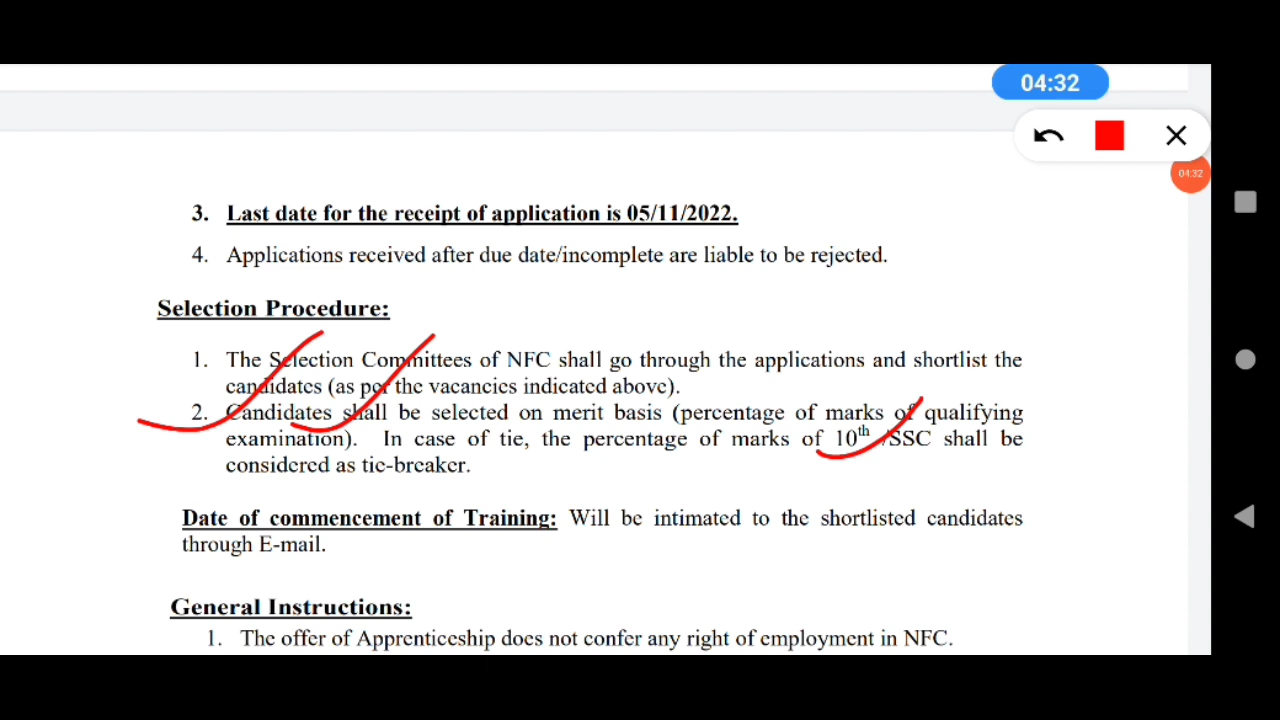 04:32
04:32
3. Last date for the receipt of application is 05/11/2022.
4. Applications received after due date/incomplete are liable to be rejected.
Selection Procedure:
1. The Selection Committees of NFC shall go through the applications and shortlist the
candidates (as per the vacancies indicated above).
2. Candidates shall be selected on merit basis (percentage of marks of qualifying
examination). In case of tie, the percentage of marks of 10th /SSC shall be
considered as tie-breaker.
Date of commencement of Training: Will be intimated to the shortlisted candidates
through E-mail.
General Instructions:
1. The offer of Apprenticeship does not confer any right of employment in NFC.